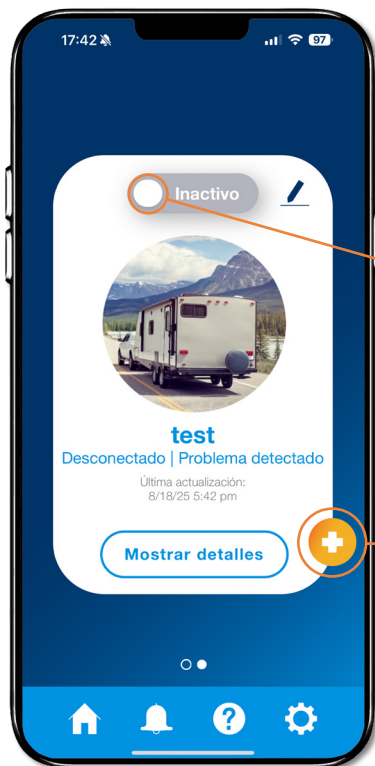 17:42
97
Inactivo
test
Desconectado | Problema detectado
Última actualización:
8/18/25 5:42 pm
Mostrar detalles
?